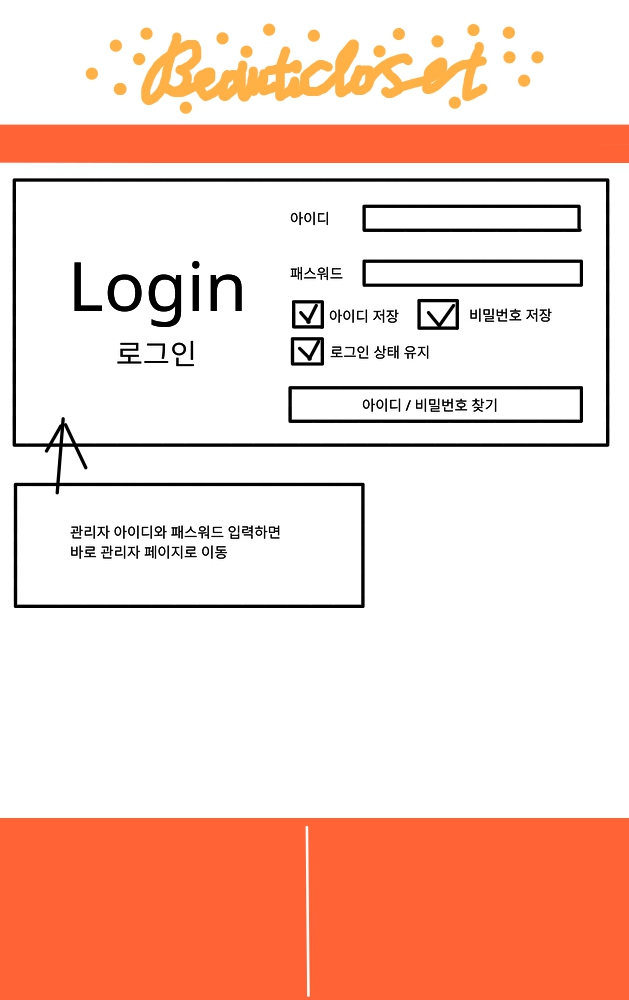 Beauticloset
Login
로그인
아이디
패스워드
아이디 저장
비밀번호 저장
로그인 상태 유지
아이디 / 비밀번호 찾기
관리자 아이디와 패스워드 입력하면
바로 관리자 페이지로 이동